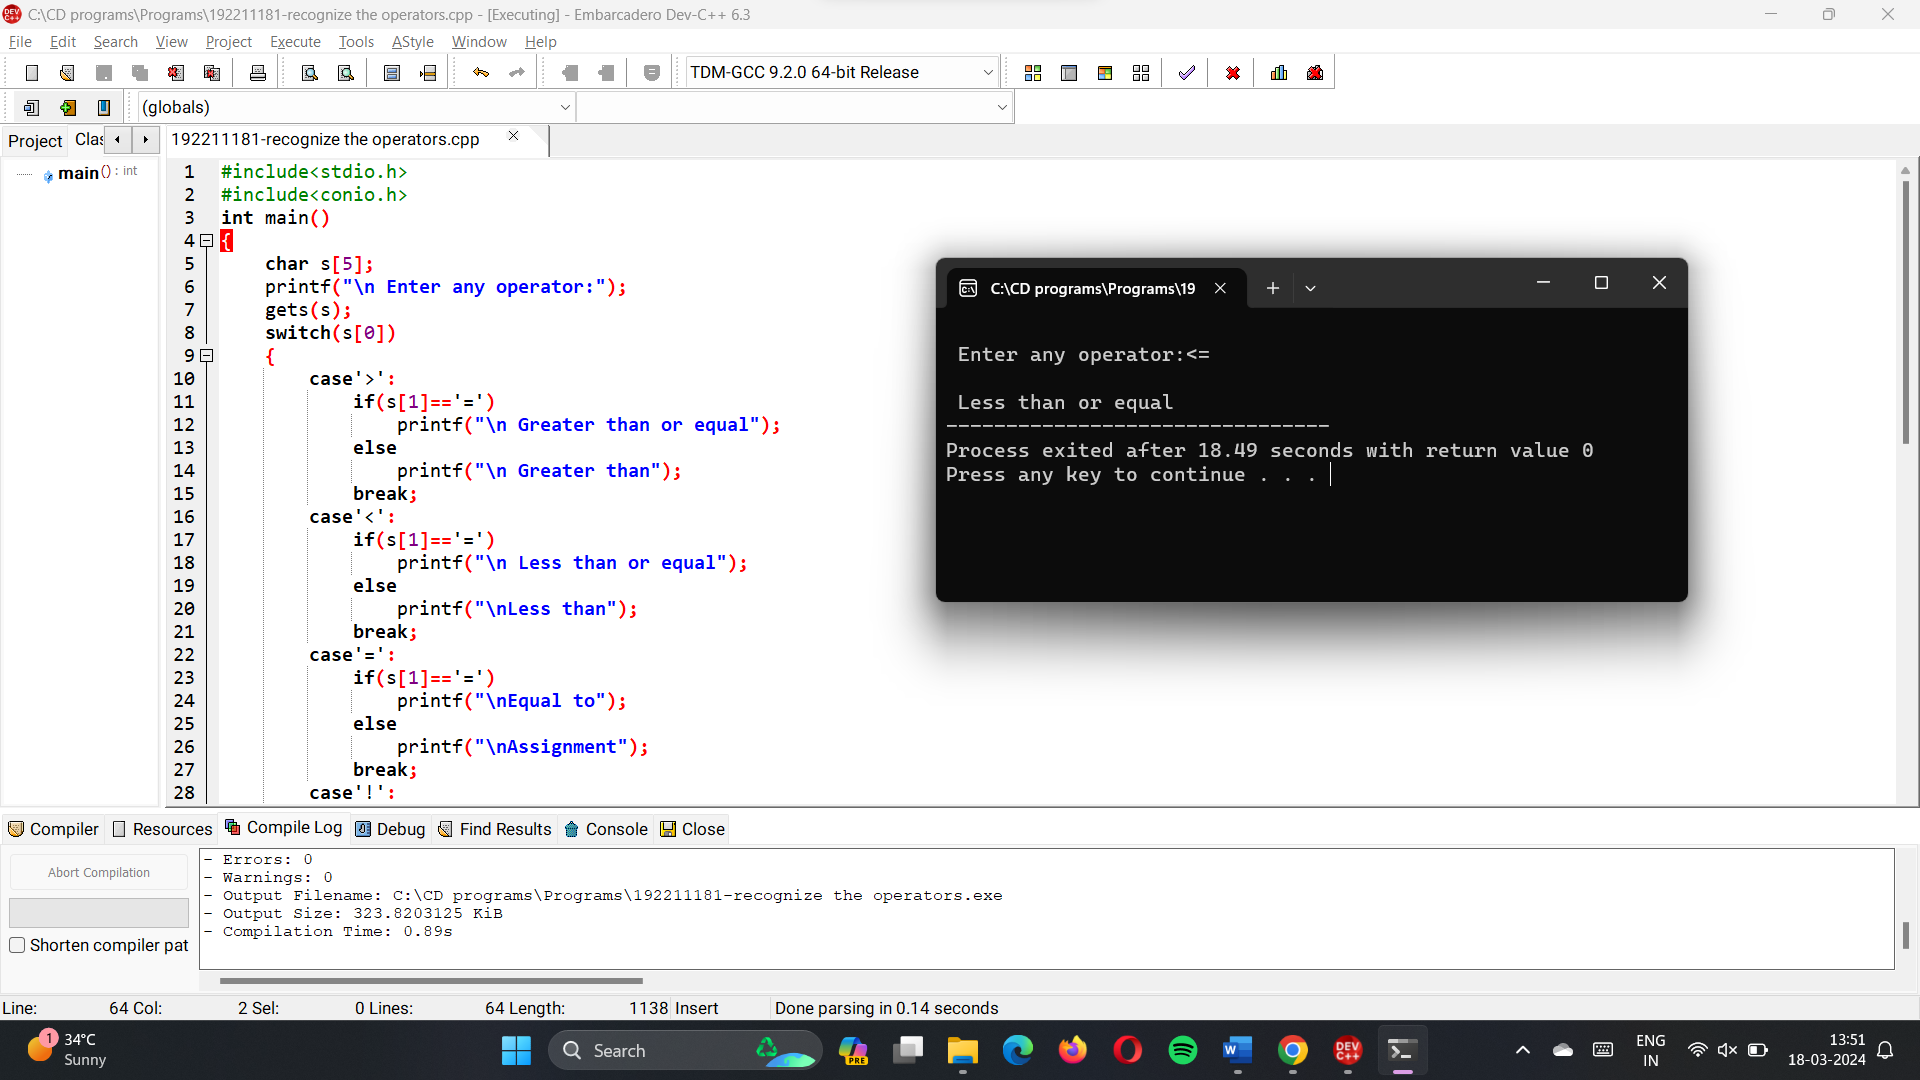 C:\CD programs\Programs\192211181-recognize the operators.cpp - [Executing] - Embarcadero Dev-C++ 6.3
File Edit Search View Project Execute Tools AStyle Window Help
TDM-GCC 9.2.0 64-bit Release
(globals)
Project Clas
192211181-recognize the operators.cpp
main() : int
1 #include<stdio.h>
2 #include<conio.h>
3 int main()
4 {
5 char s[5];
6 printf("\n Enter any operator:");
7 gets(s);
8 switch(s[0])
9 {
10 case'>':
11 if(s[1]=='=')
12 printf("\n Greater than or equal");
13 else
14 printf("\n Greater than");
15 break;
16 case'<':
17 if(s[1]=='=')
18 printf("\n Less than or equal");
19 else
20 printf("\nLess than");
21 break;
22 case'=':
23 if(s[1]=='=')
24 printf("\nEqual to");
25 else
26 printf("\nAssignment");
27 break;
28 case'!':
C:\CD programs\Programs\19
Enter any operator:<=
Less than or equal
--------------------------------
Process exited after 18.49 seconds with return value 0
Press any key to continue . . .
Compiler Resources Compile Log Debug Find Results Console Close
Abort Compilation
Shorten compiler pat
- Errors: 0
- Warnings: 0
- Output Filename: C:\CD programs\Programs\192211181-recognize the operators.exe
- Output Size: 323.8203125 KiB
- Compilation Time: 0.89s
Line: 64 Col: 2 Sel: 0 Lines: 64 Length: 1138 Insert Done parsing in 0.14 seconds
1
34°C
Sunny
Search
PRE
DEV
C++
ENG
IN
13:51
18-03-2024